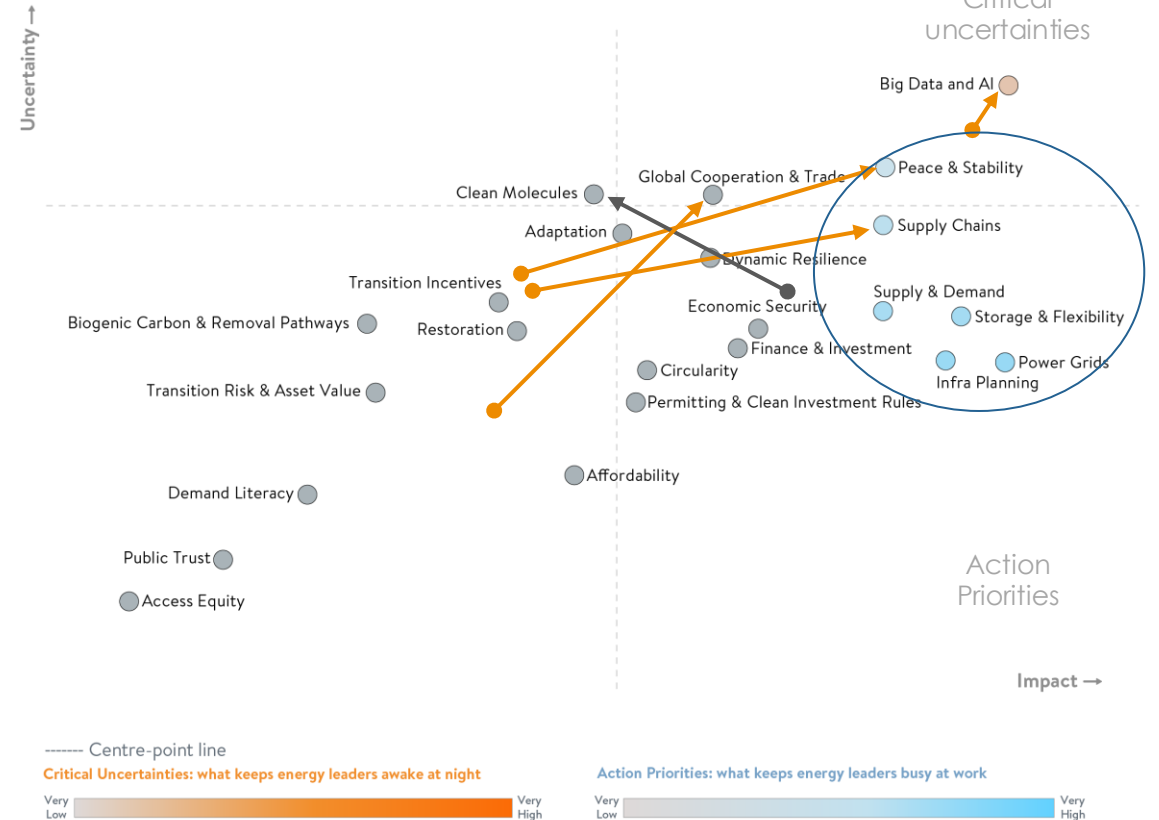 Critical
uncertainties
Uncertainty
Big Data and AI
Peace & Stability
Global Cooperation & Trade
Clean Molecules
Adaptation
Supply Chains
Dynamic Resilience
Transition Incentives
Supply & Demand
Economic Security
Storage & Flexibility
Biogenic Carbon & Removal Pathways
Restoration
Finance & Investment
Power Grids
Circularity
Infra Planning
Transition Risk & Asset Value
Permitting & Clean Investment Rules
Affordability
Demand Literacy
Public Trust
Access Equity
Action
Priorities
Impact
------- Centre-point line
Critical Uncertainties: what keeps energy leaders awake at night
Very
Low
Very
High
Action Priorities: what keeps energy leaders busy at work
Very
Low
Very
High